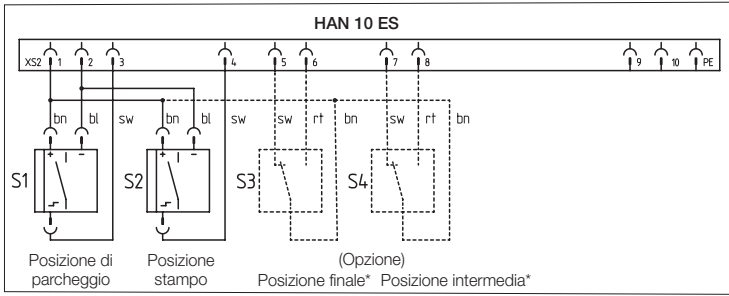 HAN 10 ES
XS2 1 2 3 4 5 6 7 8 9 10 PE
bn bl sw bn bl sw sw rt bn sw rt bn
+ - + -
S1 S2 S3 S4
Posizione di parcheggio
Posizione stampo
(Opzione)
Posizione finale* Posizione intermedia*